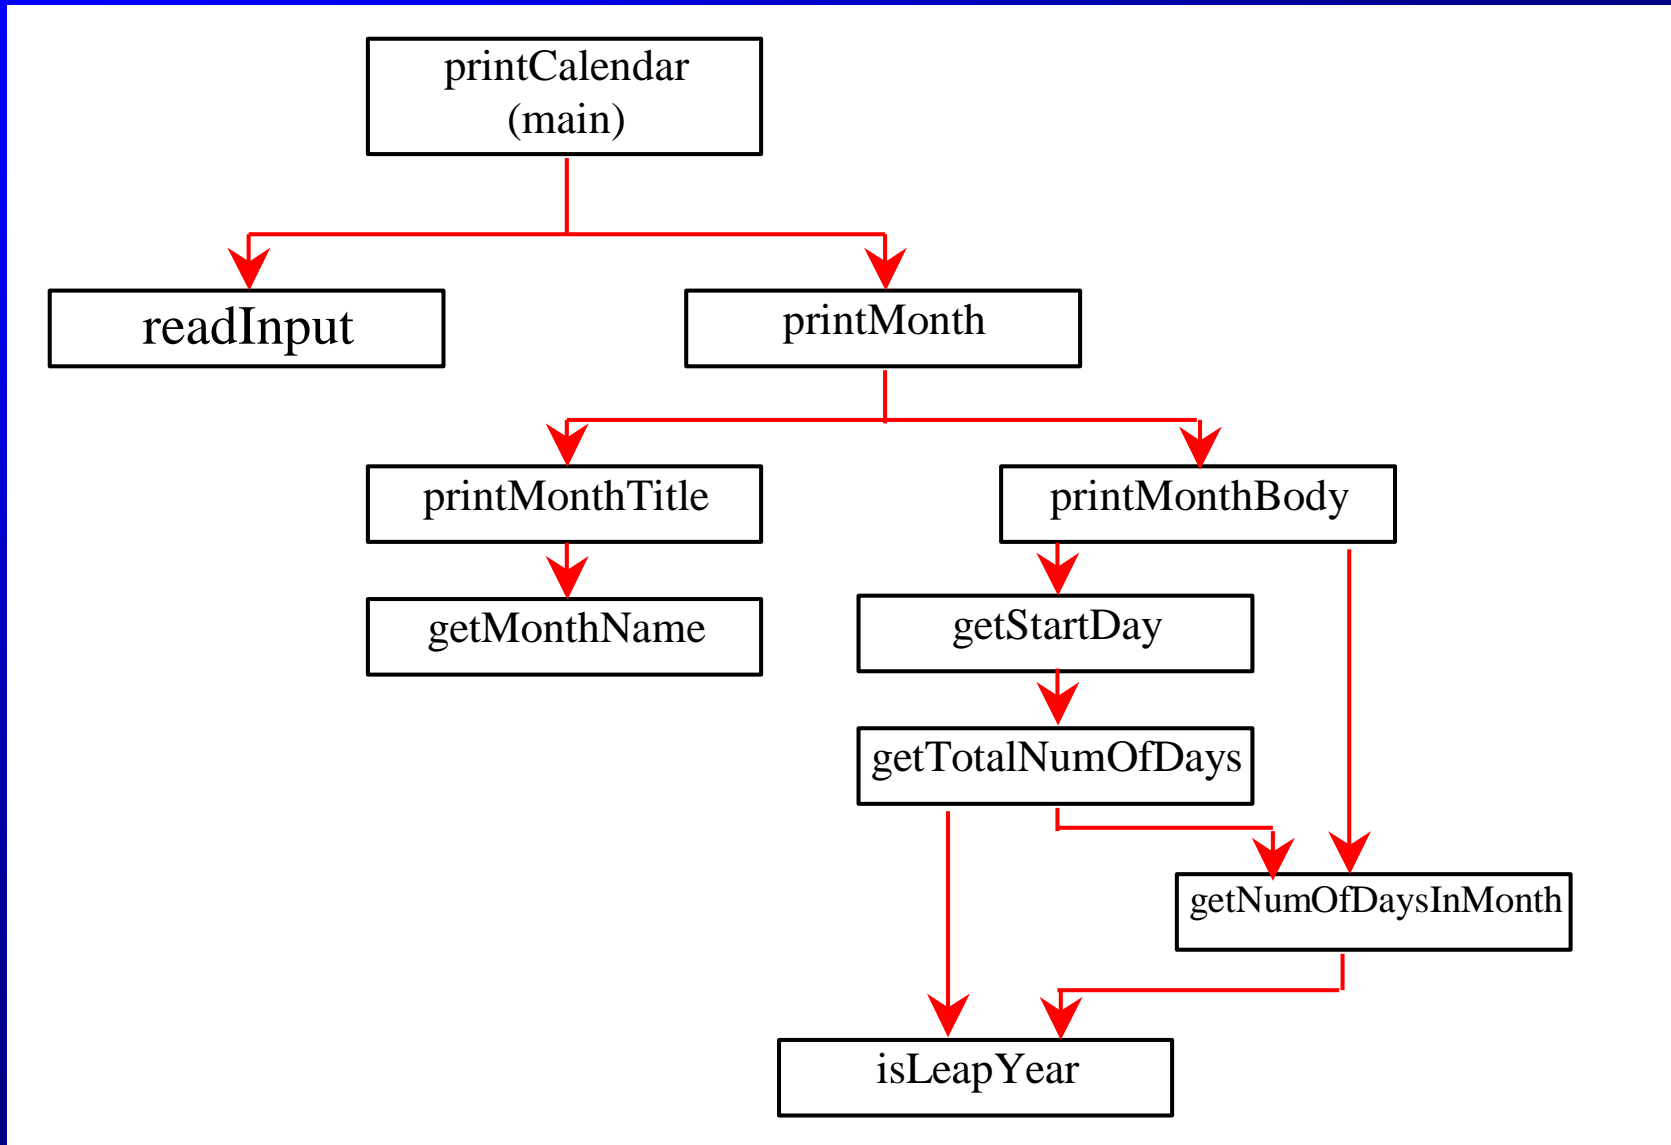 printCalendar
(main)
readInput
printMonth
printMonthTitle
printMonthBody
getMonthName
getStartDay
getTotalNumOfDays
getNumOfDaysInMonth
isLeapYear